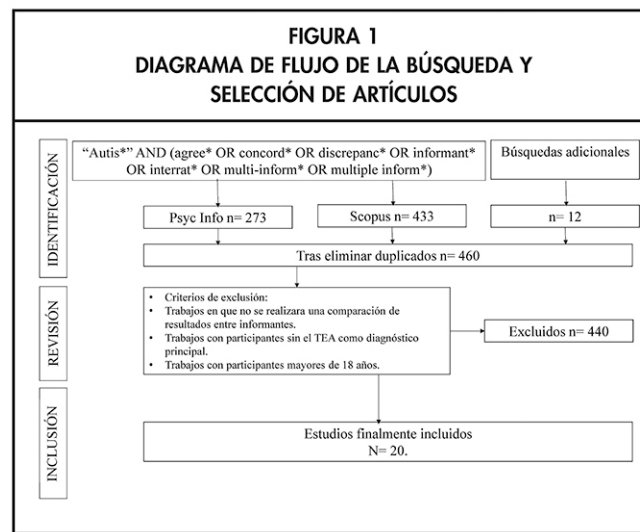 FIGURA 1
DIAGRAMA DE FLUJO DE LA BÚSQUEDA Y
SELECCIÓN DE ARTÍCULOS
IDENTIFICACIÓN
“Autis*” AND (agree* OR concord* OR discrepanc* OR informant*
OR interrat* OR multi-inform* OR multiple inform*)
Búsquedas adicionales
Psyc Info n= 273
Scopus n= 433
n= 12
Tras eliminar duplicados n= 460
REVISIÓN
• Criterios de exclusión:
• Trabajos en que no se realizara una comparación de
resultados entre informantes.
• Trabajos con participantes sin el TEA como diagnóstico
principal.
• Trabajos con participantes mayores de 18 años.
Excluidos n= 440
INCLUSIÓN
Estudios finalmente incluidos
N= 20.